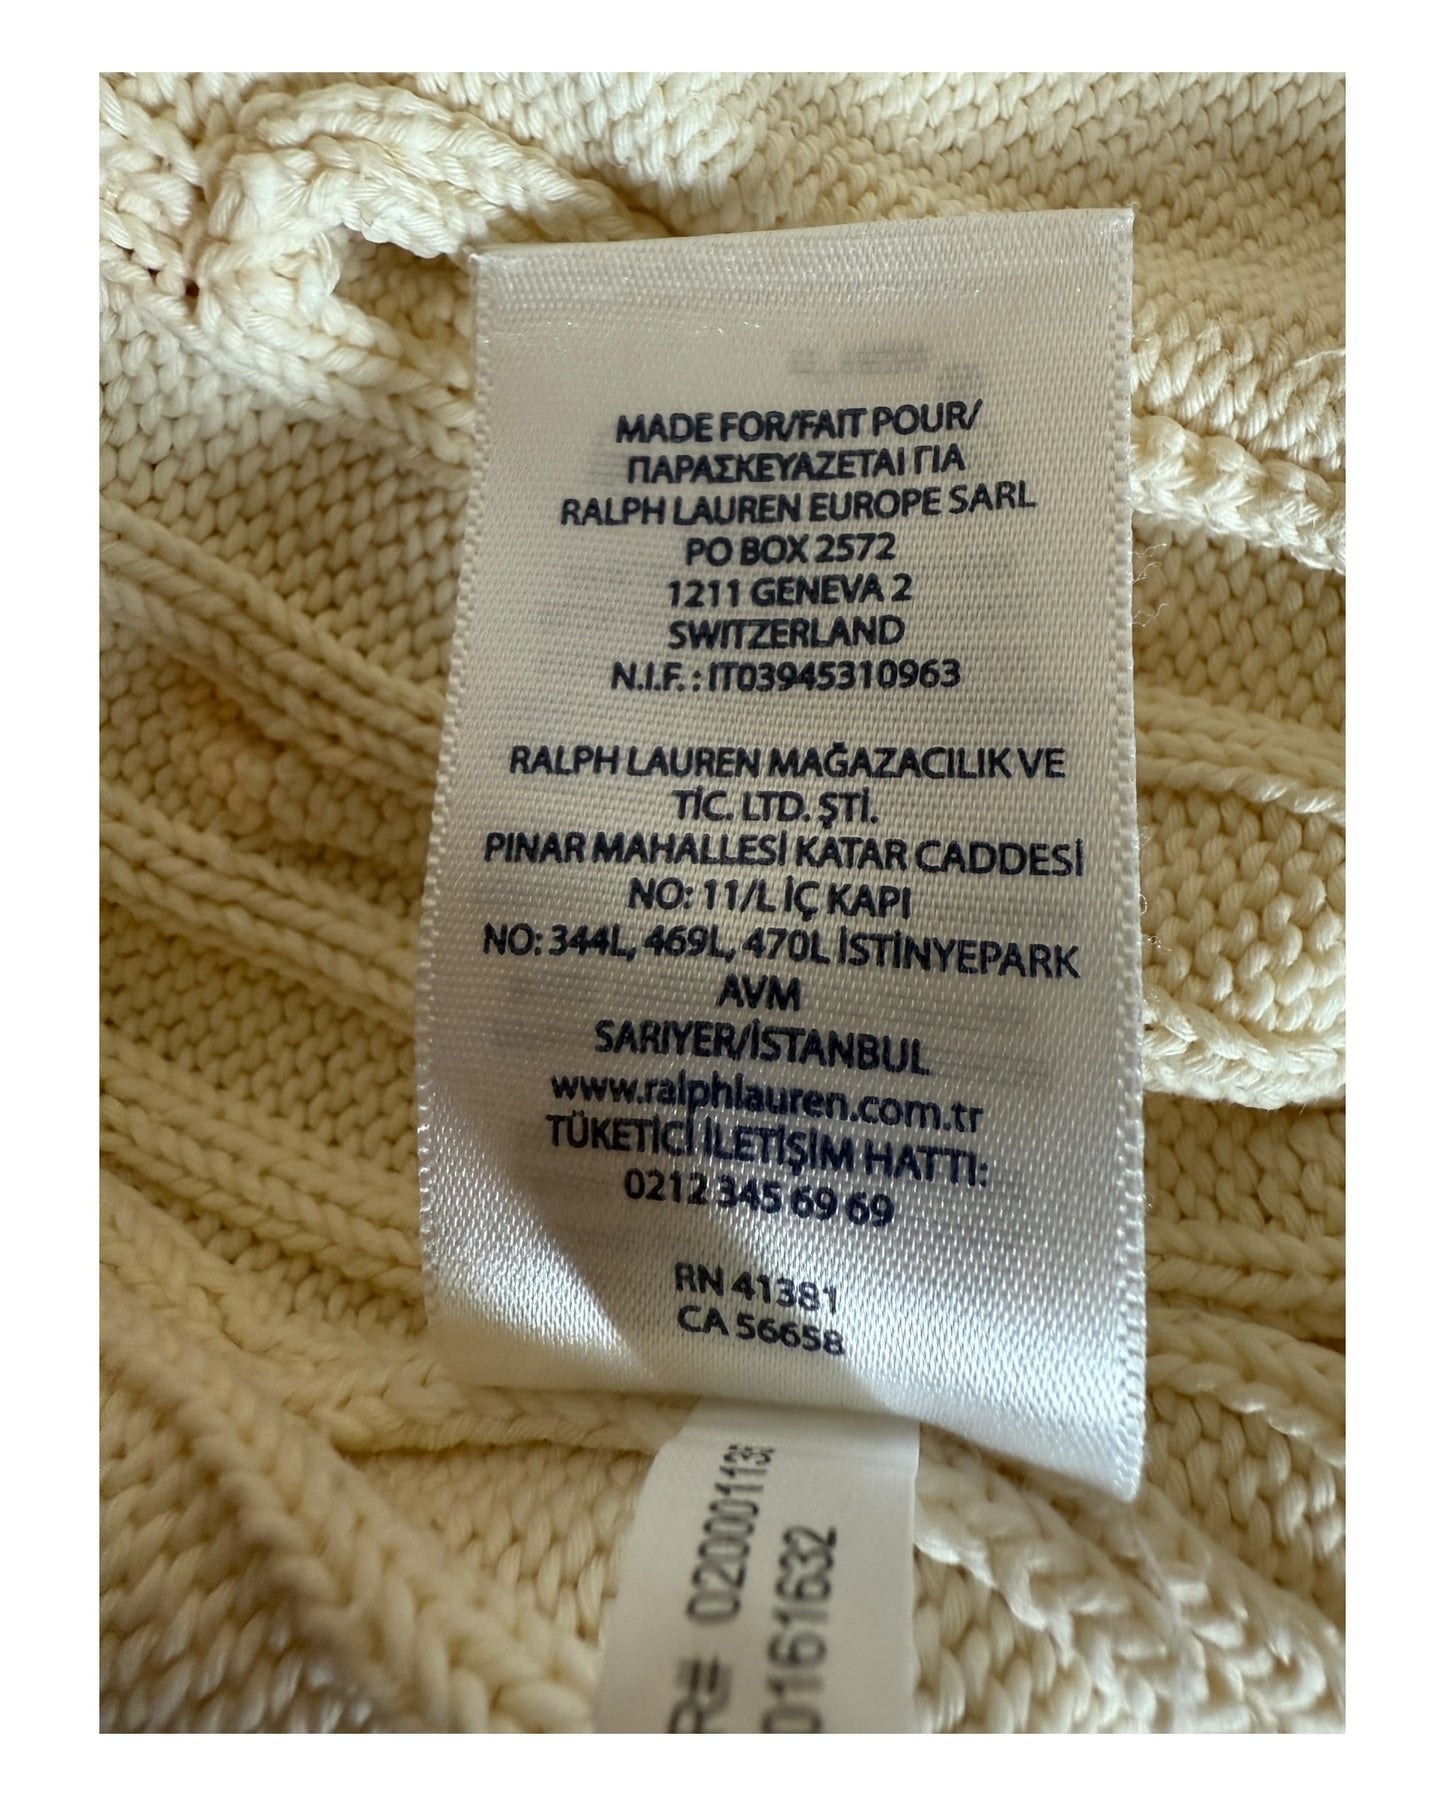 MADE FOR/FAIT POUR/
ΠΑΡΑΣΚΕΥΑΖΕΤΑΙ ΓΙΑ
RALPH LAUREN EUROPE SARL
PO BOX 2572
1211 GENEVA 2
SWITZERLAND
N.I.F. : IT03945310963
RALPH LAUREN MAĞAZACILIK VE
TİC. LTD. ŞTİ.
PINAR MAHALLESİ KATAR CADDESİ
NO: 11/L İÇ KAPI
NO: 344L, 469L, 470L İSTİNYEPARK
AVM
SARIYER/İSTANBUL
www.ralphlauren.com.tr
TÜKETİCİ İLETİŞİM HATTI:
0212 345 69 69
RN 41381
CA 56658